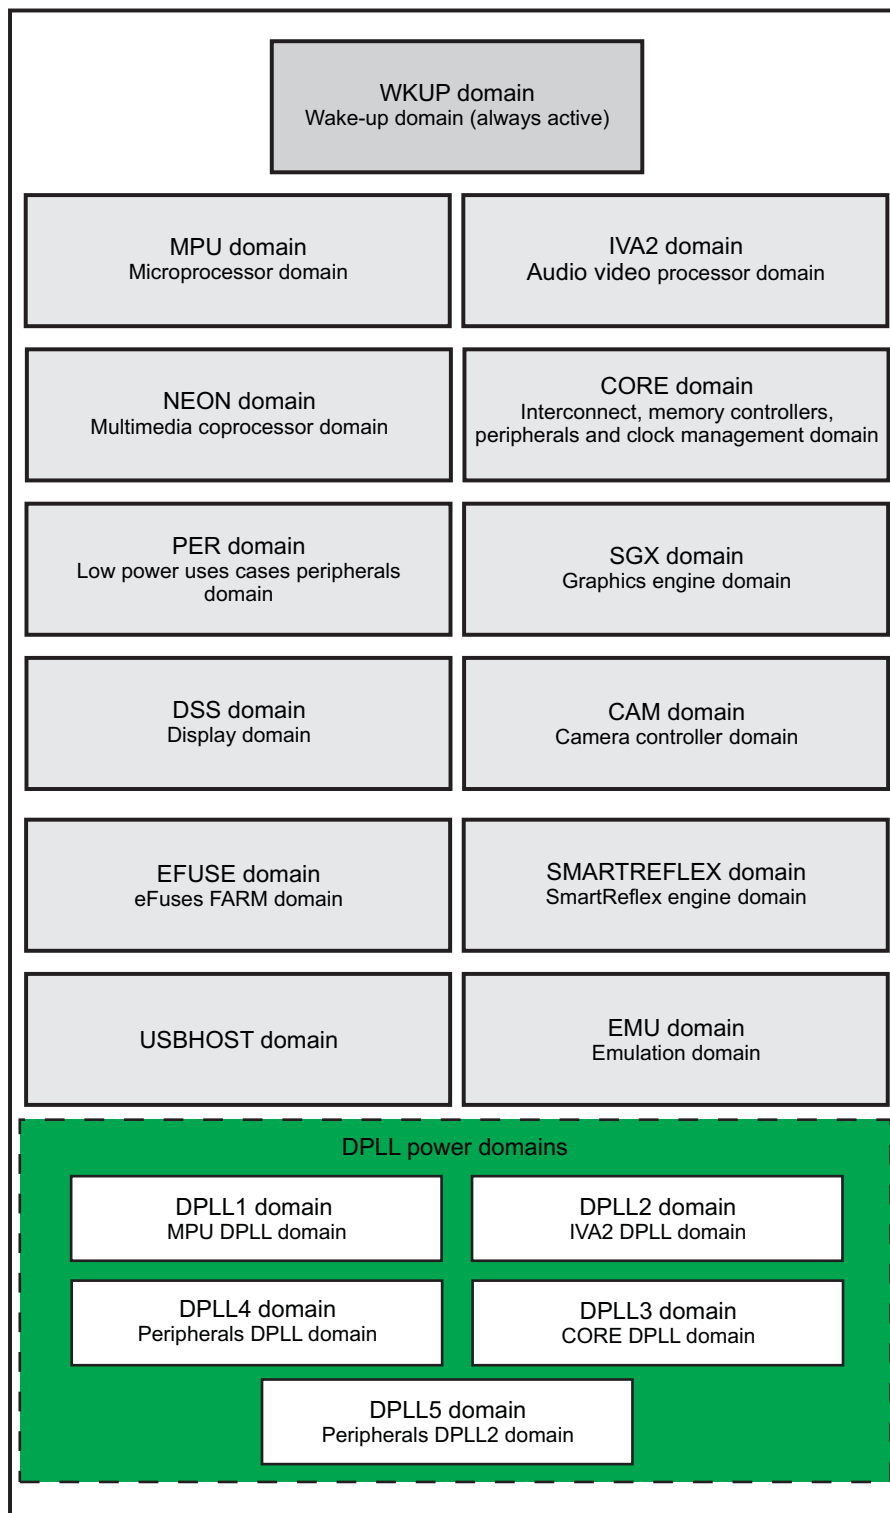 WKUP domain
Wake-up domain (always active)
MPU domain
Microprocessor domain
IVA2 domain
Audio video processor domain
NEON domain
Multimedia coprocessor domain
CORE domain
Interconnect, memory controllers,
peripherals and clock management domain
PER domain
Low power uses cases peripherals
domain
SGX domain
Graphics engine domain
DSS domain
Display domain
CAM domain
Camera controller domain
EFUSE domain
eFuses FARM domain
SMARTREFLEX domain
SmartReflex engine domain
USBHOST domain
EMU domain
Emulation domain
DPLL power domains
DPLL1 domain
MPU DPLL domain
DPLL2 domain
IVA2 DPLL domain
DPLL4 domain
Peripherals DPLL domain
DPLL3 domain
CORE DPLL domain
DPLL5 domain
Peripherals DPLL2 domain